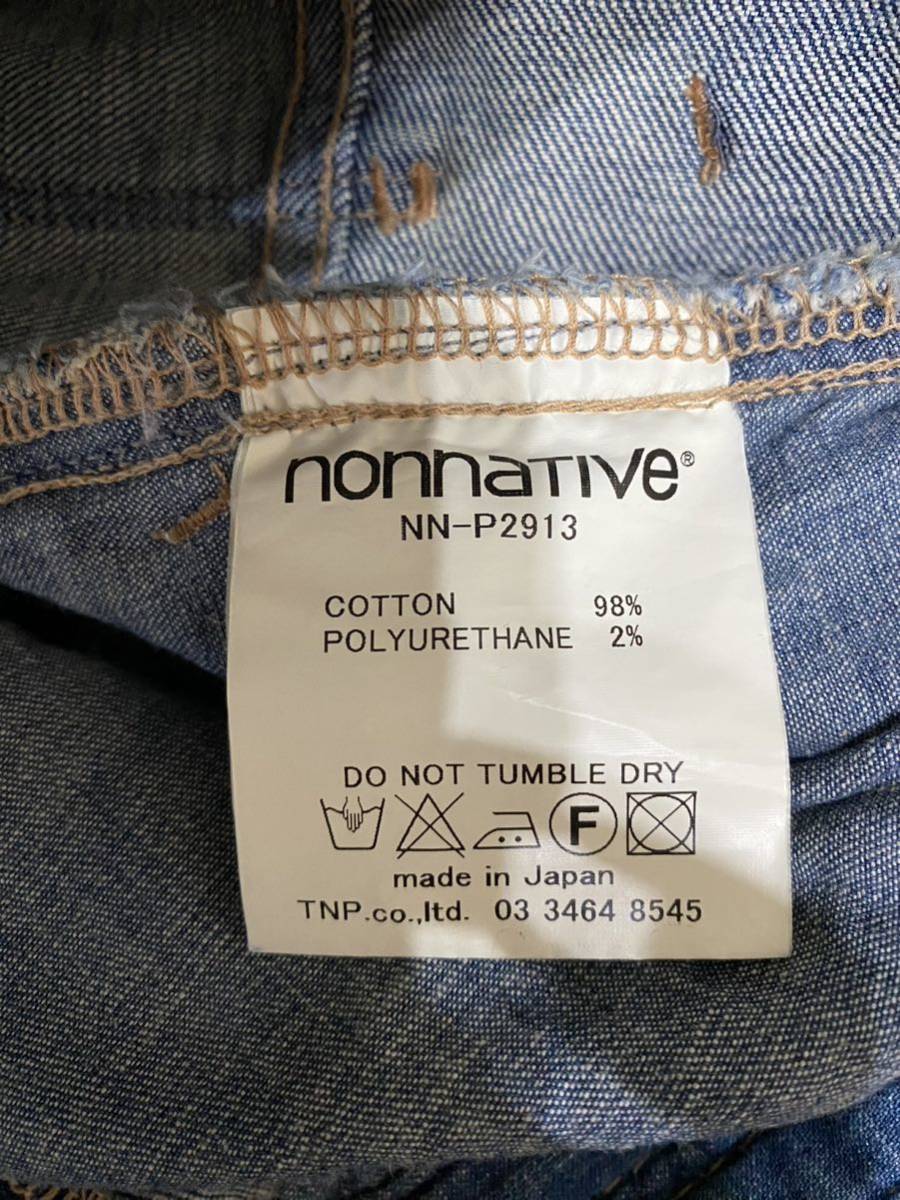 nonnative®
NN-P2913
COTTON 98%
POLYURETHANE 2%
DO NOT TUMBLE DRY
F
made in Japan
TNP.co.,ltd. 03 3464 8545